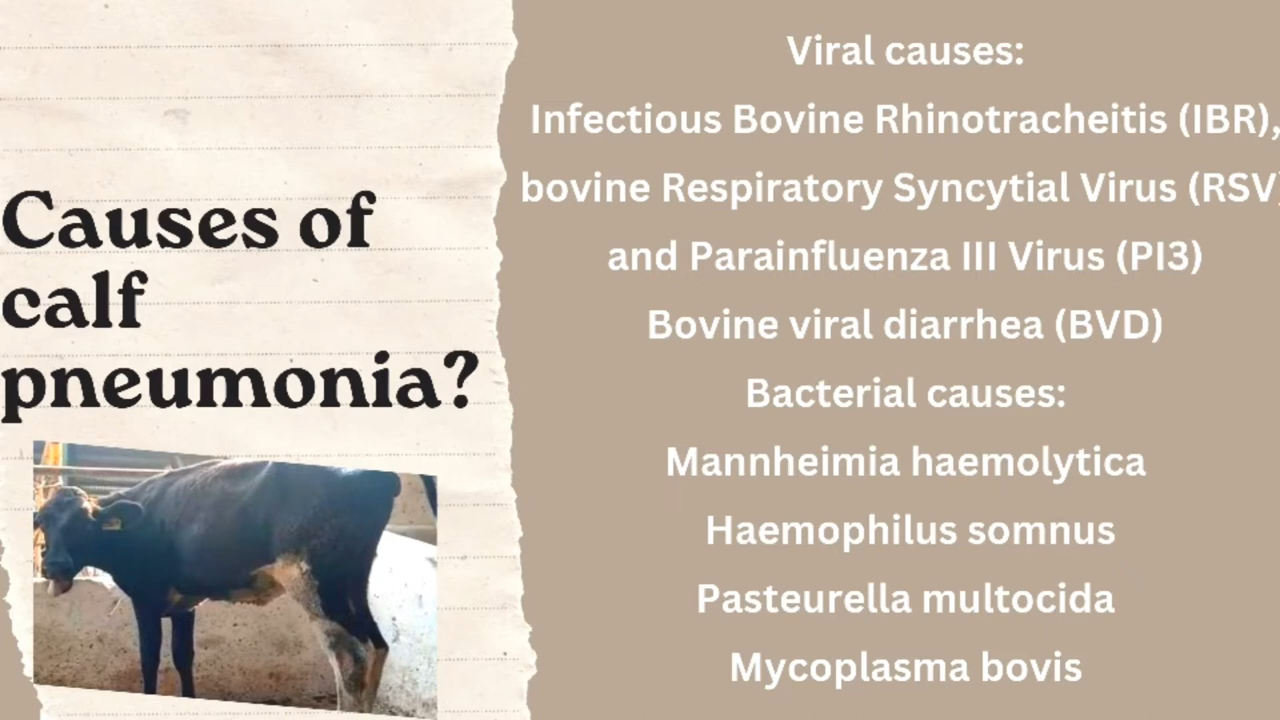 Causes of
calf
pneumonia?
Viral causes:
Infectious Bovine Rhinotracheitis (IBR),
bovine Respiratory Syncytial Virus (RSV)
and Parainfluenza III Virus (PI3)
Bovine viral diarrhea (BVD)
Bacterial causes:
Mannheimia haemolytica
Haemophilus somnus
Pasteurella multocida
Mycoplasma bovis